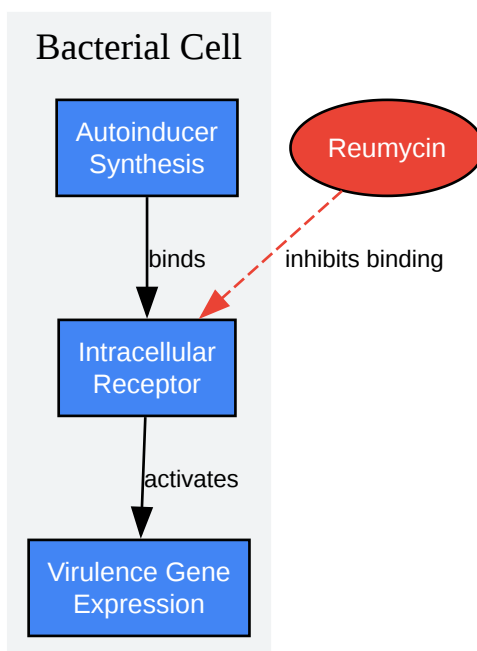 Bacterial Cell
Autoinducer
Synthesis
Reumycin
binds
inhibits binding
Intracellular
Receptor
activates
Virulence Gene
Expression